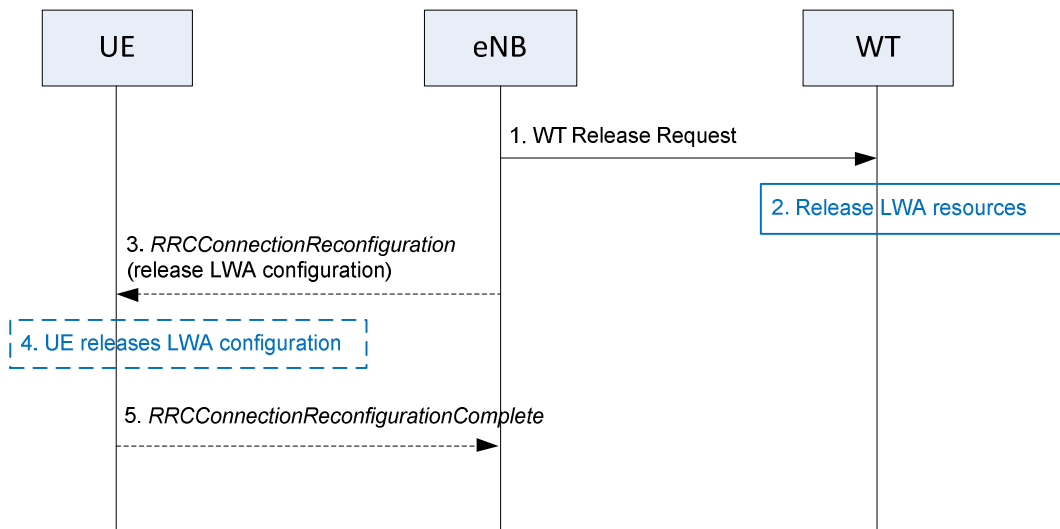 UE
eNB
WT
1. WT Release Request
2. Release LWA resources
3. RRCConnectionReconfiguration
(release LWA configuration)
4. UE releases LWA configuration
5. RRCConnectionReconfigurationComplete